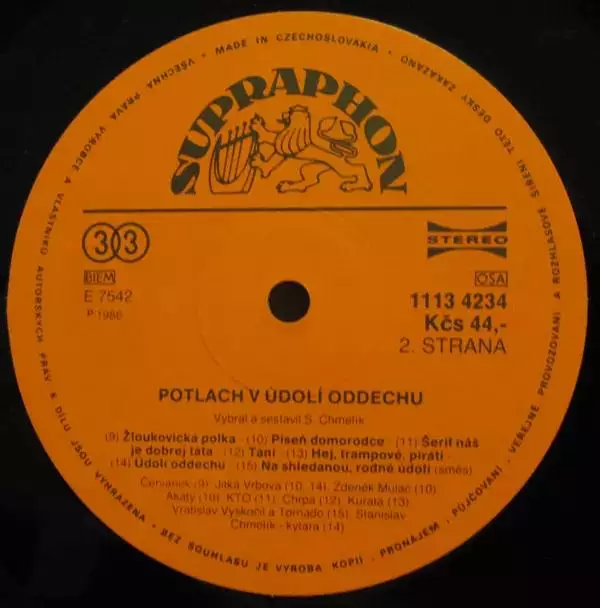 MADE IN CZECHOSLOVAKIA • VŠECHNA PRÁVA VÝROBCE A VLASTNÍKŮ AUTORSKÝCH PRÁV K DÍLU JSOU VYHRAZENA • BEZ SOUHLASU JE VÝROBA KOPIÍ, PRONÁJEM, PŮJČOVÁNÍ, VEŘEJNÉ PROVOZOVÁNÍ A ROZHLASOVÉ ŠÍŘENÍ TÉTO DESKY ZAKÁZÁNO
SUPRAPHON
33
STEREO
BIEM
OSA
E 7542
1113 4234
P 1986
Kčs 44,-
2. STRANA
POTLACH V ÚDOLÍ ODDECHU
Vybral a sestavil S. Chmelík
(9) Žloukovická polka · (10) Píseň domorodce (11) Šerif náš
je dobrej táta (12) Tání (13) Hej, trampové, piráti ·
(14) Údolí oddechu (15) Na shledanou, rodné údolí (směs)
Červánek (9) Jitka Vrbová (10, 14), Zdeněk Mulač (10)
Akáty (10) KTO (11) Chrpa (12) Kuřata (13)
Vratislav Vyskočil a Tornádo (15) Stanislav
Chmelík - kytara (14)